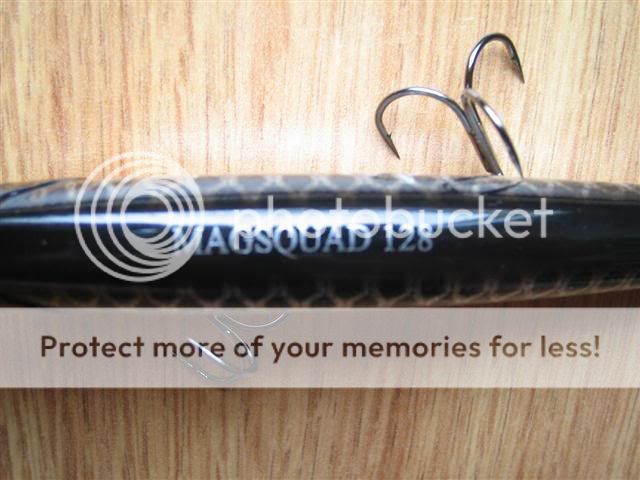 photobucket
MAGSQUAD 128
Protect more of your memories for less!